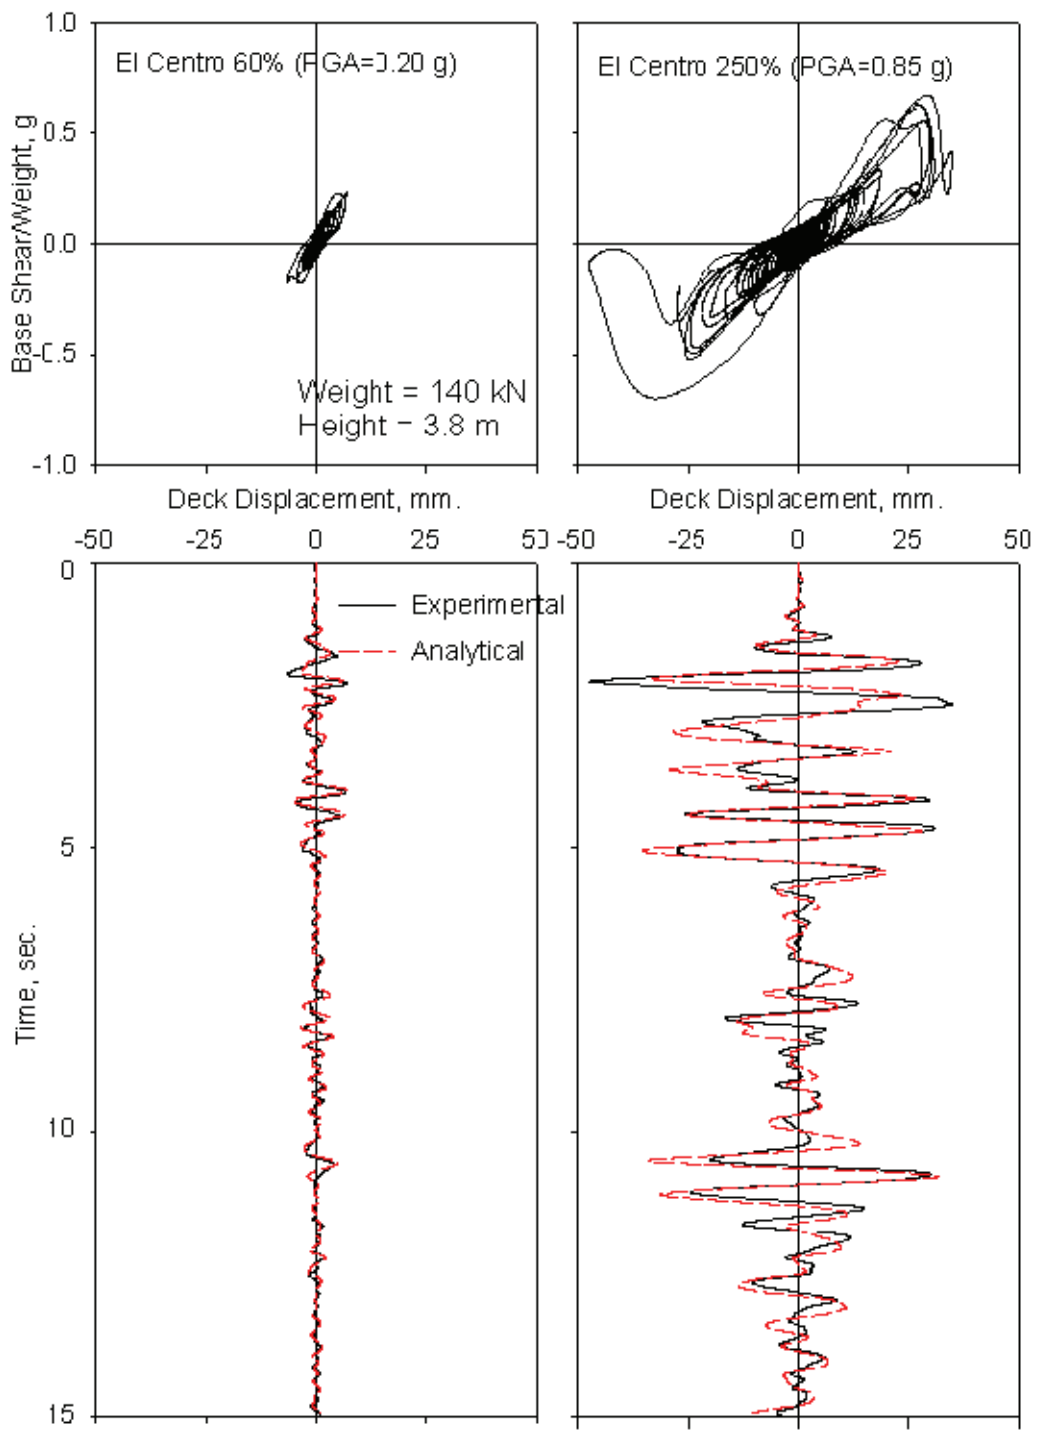 1.0
El Centro 60% (PGA=0.20 g)
El Centro 250% (PGA=0.85 g)
0.5
Base Shear/Weight, g
0.0
-0.5
Weight = 140 kN
Height = 3.8 m
-1.0
Deck Displacement, mm.
Deck Displacement, mm.
-50 -25 0 25 50 -50 -25 0 25 50
0
Experimental
Analytical
5
Time, sec.
10
15